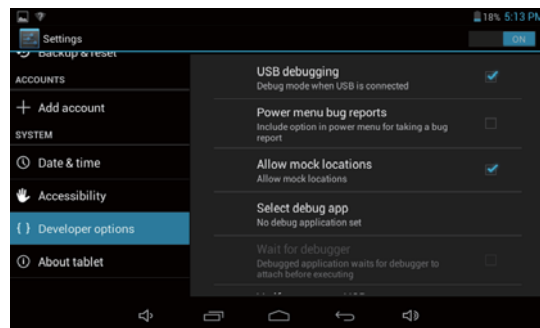 18% 5:13 PM
Settings
ON
Backup & reset
ACCOUNTS
Add account
SYSTEM
Date & time
Accessibility
{ } Developer options
About tablet
USB debugging
Debug mode when USB is connected
Power menu bug reports
Include option in power menu for taking a bug
report
Allow mock locations
Allow mock locations
Select debug app
No debug application set
Wait for debugger
Debugged application waits for debugger to
attach before executing